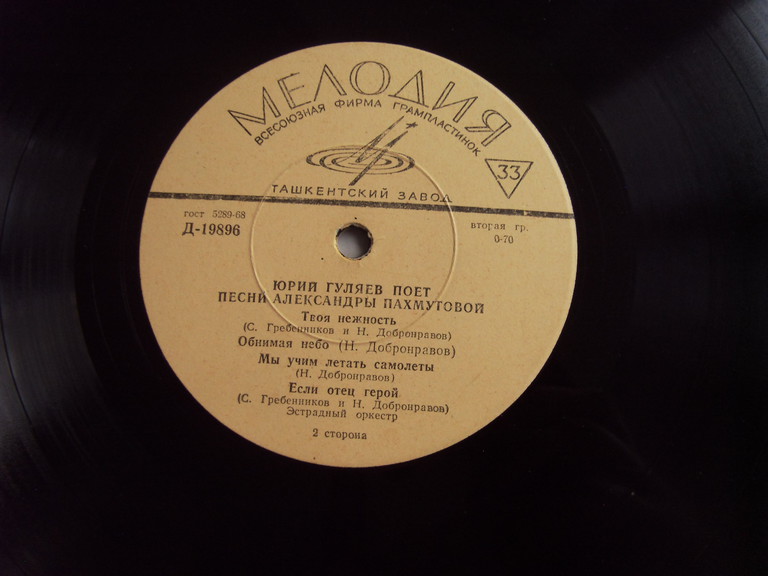 МЕЛОДИЯ
ВСЕСОЮЗНАЯ ФИРМА ГРАМПЛАСТИНОК
33
ТАШКЕНТСКИЙ ЗАВОД
гост 5289-68
Д-19896
вторая гр.
0-70
ЮРИЙ ГУЛЯЕВ ПОЕТ
ПЕСНИ АЛЕКСАНДРЫ ПАХМУТОВОЙ
Твоя нежность
(С. Гребенников и Н. Добронравов)
Обнимая небо (Н. Добронравов)
Мы учим летать самолеты
(Н. Добронравов)
Если отец герой
(С. Гребенников и Н. Добронравов)
Эстрадный оркестр
2 сторона